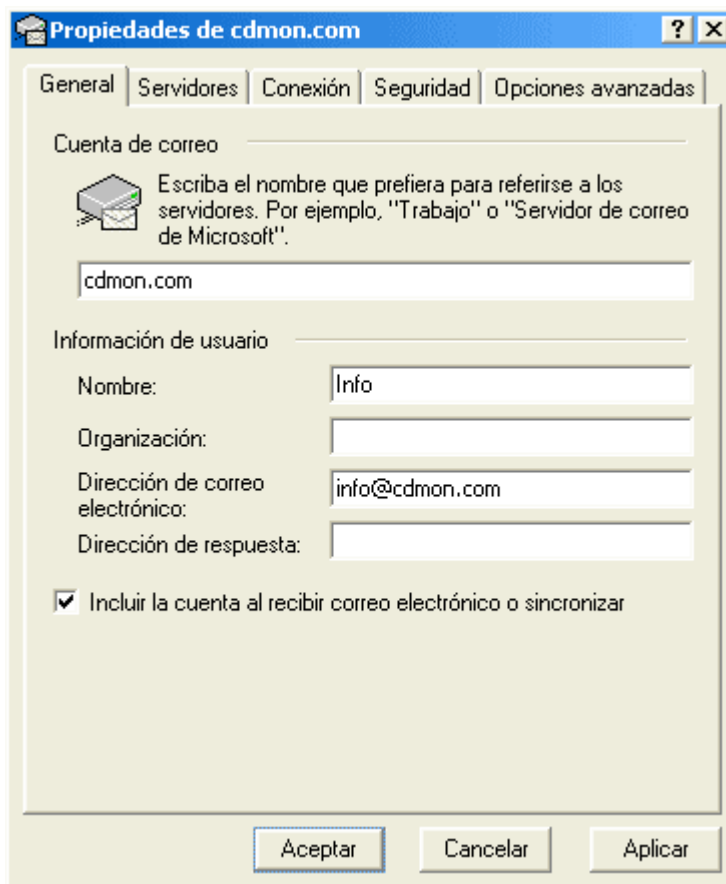 Propiedades de cdmon.com
General
Servidores
Conexión
Seguridad
Opciones avanzadas
Cuenta de correo
Escriba el nombre que prefiera para referirse a los
servidores. Por ejemplo, "Trabajo" o "Servidor de correo
de Microsoft".
cdmon.com
Información de usuario
Nombre:
Info
Organización:
Dirección de correo
electrónico:
info@cdmon.com
Dirección de respuesta:
Incluir la cuenta al recibir correo electrónico o sincronizar
Aceptar
Cancelar
Aplicar